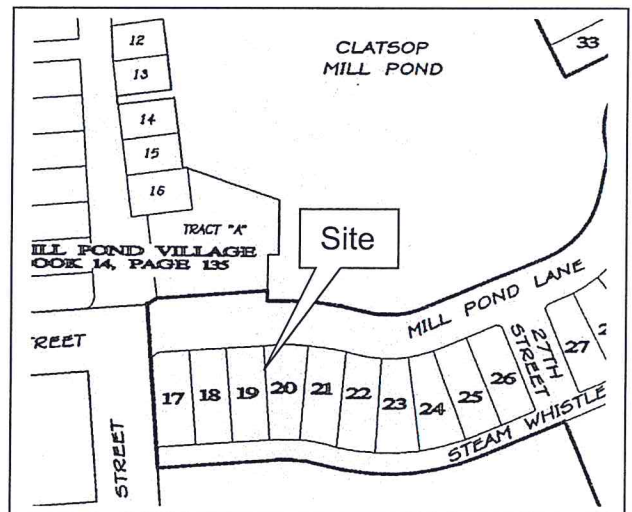 12
CLATSOP
MILL POND
33
13
14
15
16
TRACT "A"
Site
ILL POND VILLAGE
OOK 14, PAGE 135
MILL POND LANE
REET
27TH
STREET
27
17
18
19
20
21
22
23
24
25
26
STREET
STEAM WHISTLE